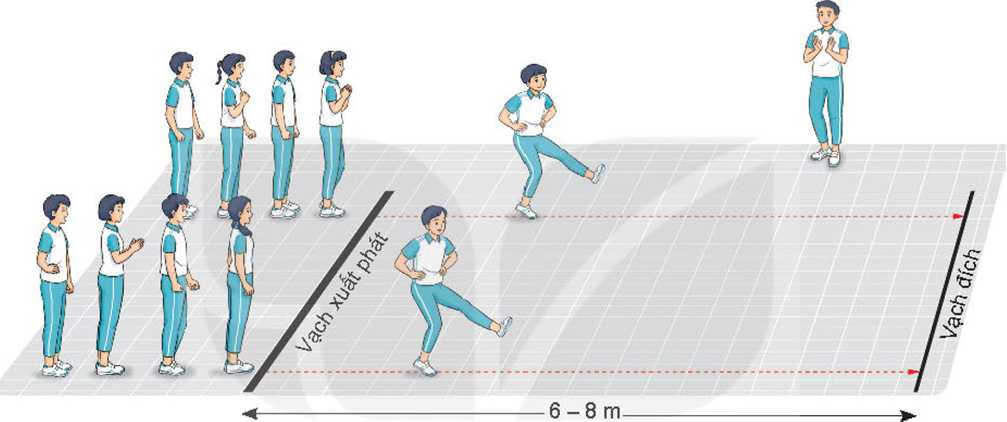 Vạch xuất phát
Vạch đích
6 – 8 m